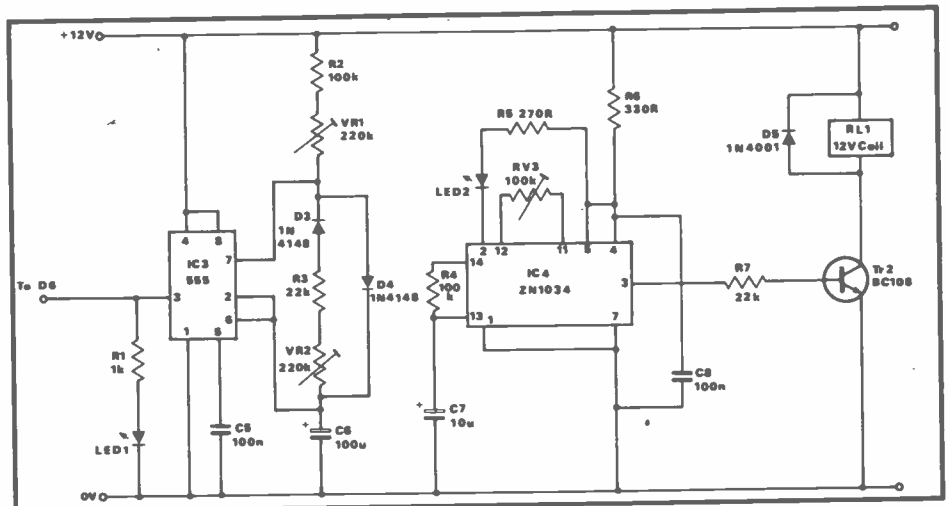 +12V
R2
100k
VR1
220k
D3
1N
4148
R3
22k
VR2
220k
D4
1N4148
4
8
7
IC3
555
2
6
3
1
5
To D6
R1
1k
LED1
C5
100n
C6
100u
+
0V
R5 270R
LED2
RV3
100k
R6
330R
2
12
11
5
4
14
IC4
ZN1034
3
13
1
7
R4
100
k
+
C7
10u
R7
22k
C8
100n
D5
1N4001
RL1
12V Coil
Tr2
BC108